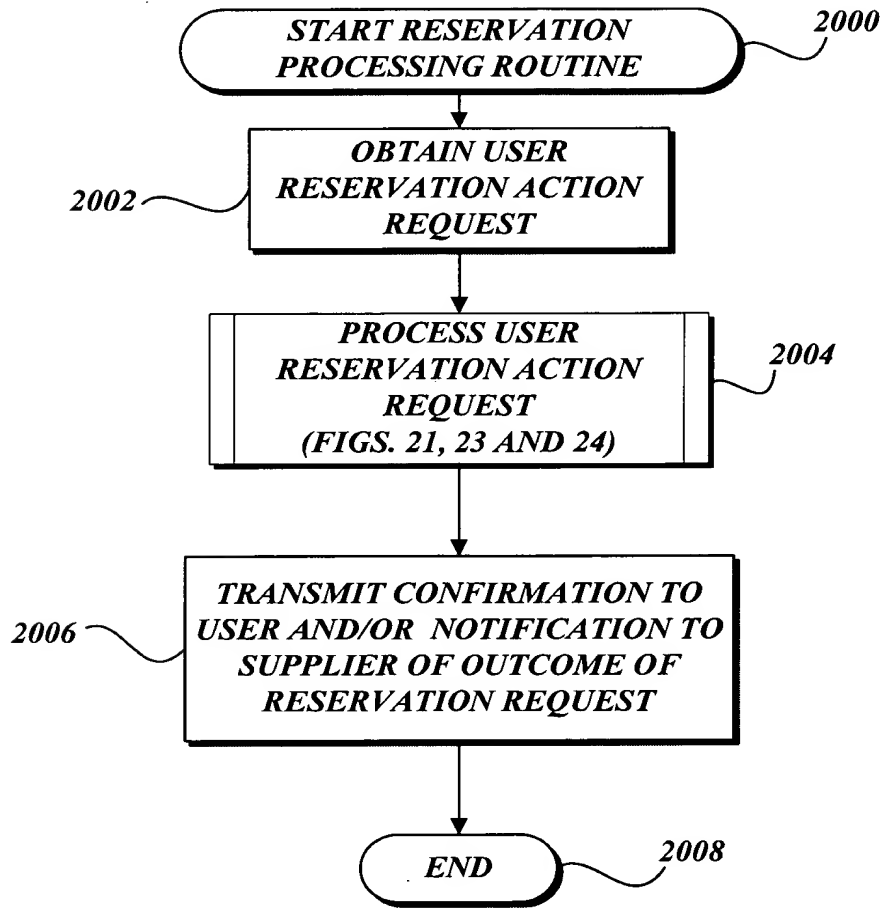 START RESERVATION
PROCESSING ROUTINE
2000
OBTAIN USER
RESERVATION ACTION
REQUEST
2002
PROCESS USER
RESERVATION ACTION
REQUEST
(FIGS. 21, 23 AND 24)
2004
TRANSMIT CONFIRMATION TO
USER AND/OR NOTIFICATION TO
SUPPLIER OF OUTCOME OF
RESERVATION REQUEST
2006
END
2008